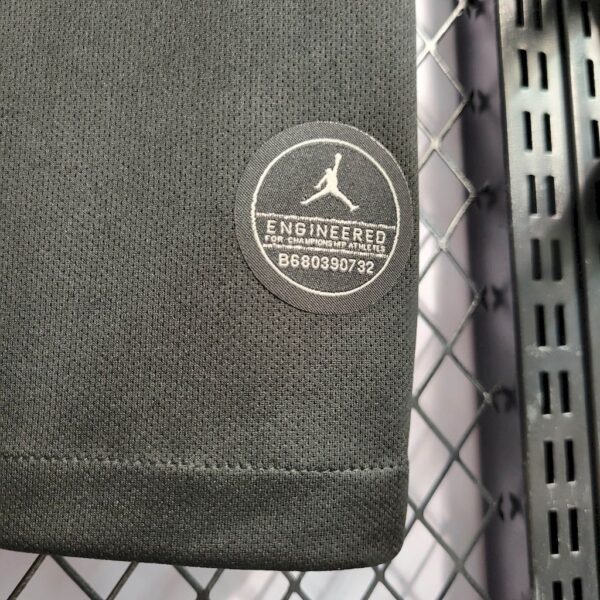 ENGINEERED
FOR CHAMPIONSHIP ATHLETES
B680390732